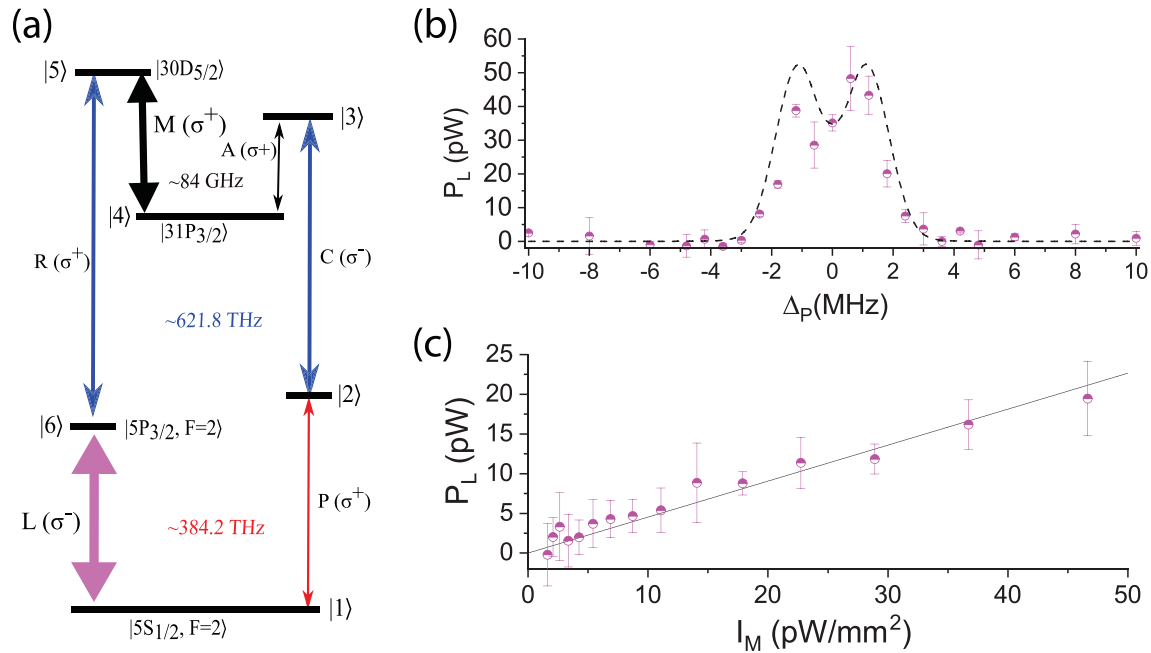 (a)
|5⟩
|30D5/2⟩
M (σ+)
|3⟩
A (σ+)
~84 GHz
|4⟩
|31P3/2⟩
R (σ+)
C (σ-)
~621.8 THz
|2⟩
|6⟩
|5P3/2, F=2⟩
L (σ-)
P (σ+)
~384.2 THz
|1⟩
|5S1/2, F=2⟩
(b)
PL (pW)
60
50
40
30
20
10
0
-10 -8 -6 -4 -2 0 2 4 6 8 10
ΔP(MHz)
(c)
PL (pW)
25
20
15
10
5
0
0 10 20 30 40 50
IM (pW/mm2)